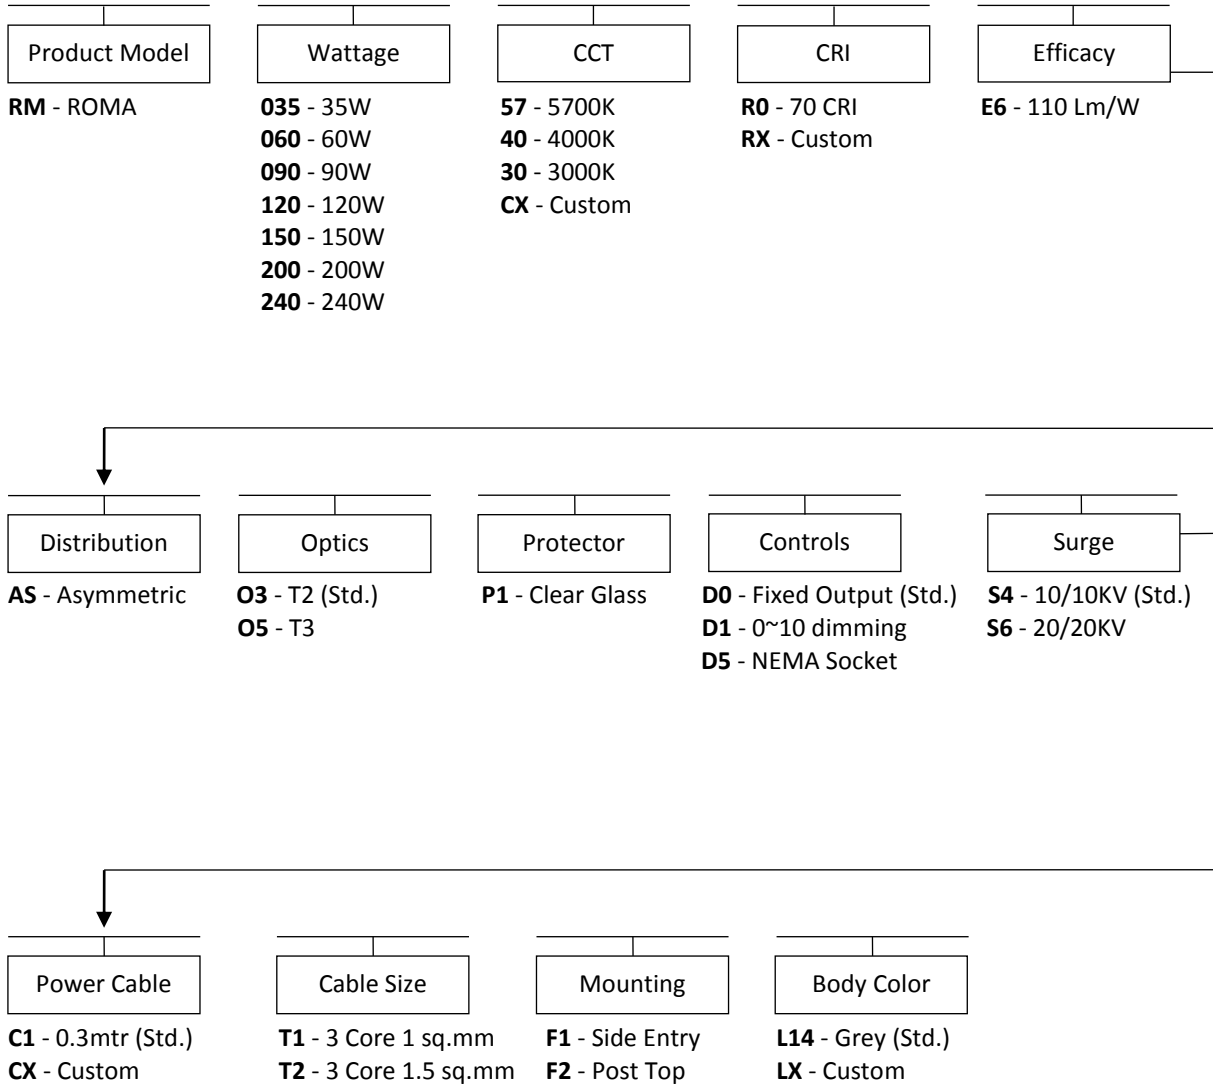 Product Model
RM - ROMA
Wattage
035 - 35W
060 - 60W
090 - 90W
120 - 120W
150 - 150W
200 - 200W
240 - 240W
CCT
57 - 5700K
40 - 4000K
30 - 3000K
CX - Custom
CRI
R0 - 70 CRI
RX - Custom
Efficacy
E6 - 110 Lm/W
Distribution
AS - Asymmetric
Optics
O3 - T2 (Std.)
O5 - T3
Protector
P1 - Clear Glass
Controls
D0 - Fixed Output (Std.)
D1 - 0~10 dimming
D5 - NEMA Socket
Surge
S4 - 10/10KV (Std.)
S6 - 20/20KV
Power Cable
C1 - 0.3mtr (Std.)
CX - Custom
Cable Size
T1 - 3 Core 1 sq.mm
T2 - 3 Core 1.5 sq.mm
Mounting
F1 - Side Entry
F2 - Post Top
Body Color
L14 - Grey (Std.)
LX - Custom